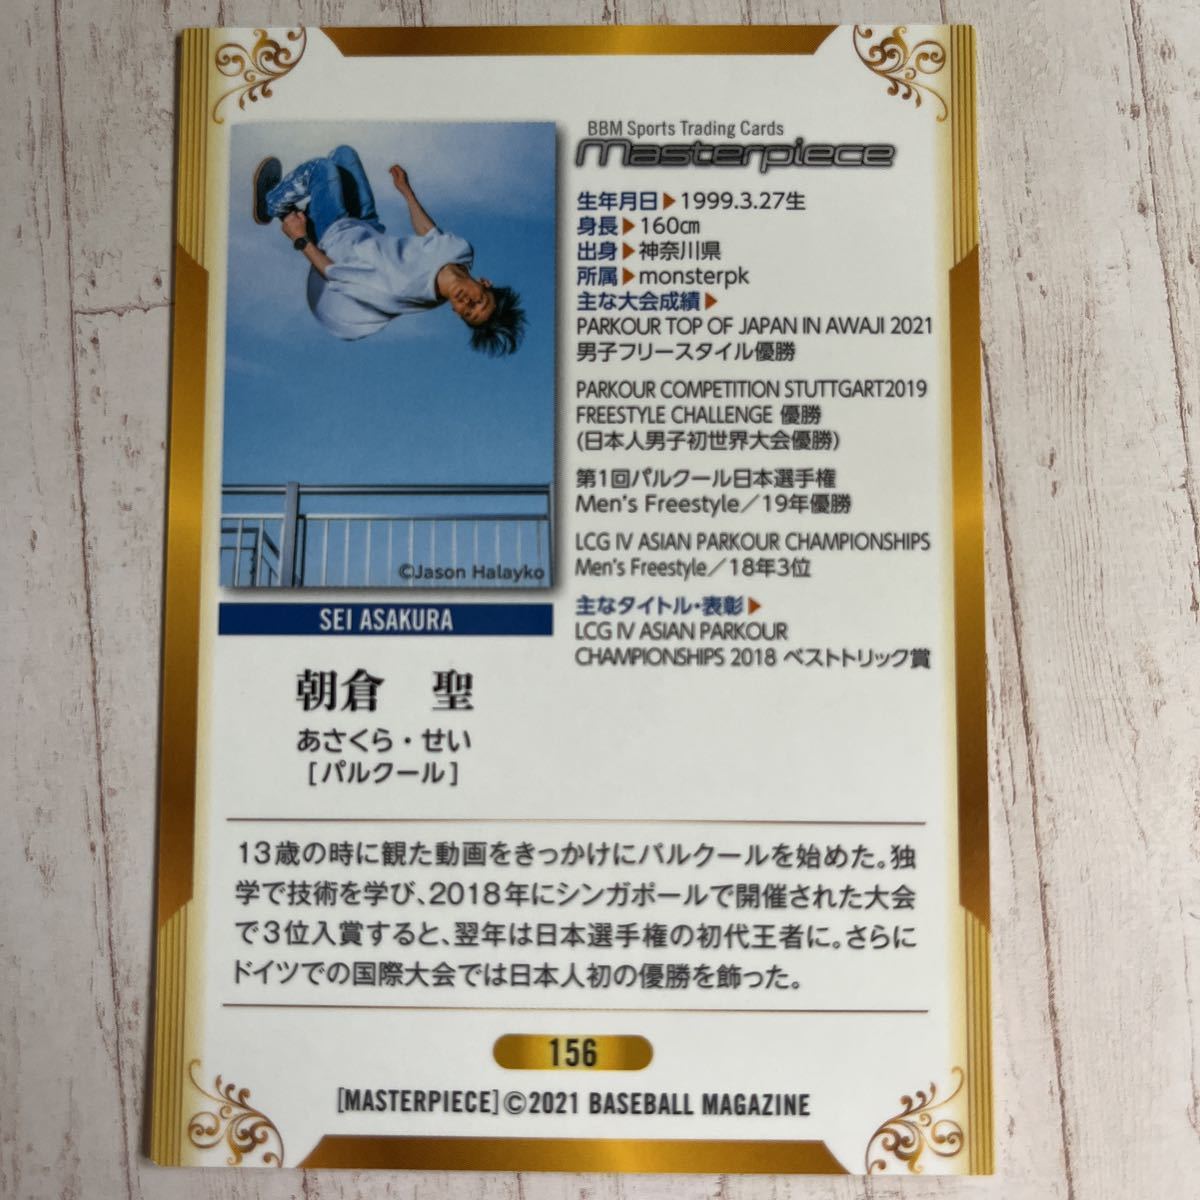 BBM Sports Trading Cards
Masterpiece
生年月日▶1999.3.27生
身長▶160㎝
出身▶神奈川県
所属▶monsterpk
主な大会成績▶
PARKOUR TOP OF JAPAN IN AWAJI 2021
男子フリースタイル優勝
PARKOUR COMPETITION STUTTGART2019
FREESTYLE CHALLENGE 優勝
(日本人男子初世界大会優勝)
第1回パルクール日本選手権
Men's Freestyle／19年優勝
LCG IV ASIAN PARKOUR CHAMPIONSHIPS
Men's Freestyle／18年3位
主なタイトル・表彰▶
LCG IV ASIAN PARKOUR
CHAMPIONSHIPS 2018 ベストトリック賞
©Jason Halayko
SEI ASAKURA
朝倉　聖
あさくら・せい
[パルクール]
13歳の時に観た動画をきっかけにパルクールを始めた。独
学で技術を学び、2018年にシンガポールで開催された大会
で3位入賞すると、翌年は日本選手権の初代王者に。さらに
ドイツでの国際大会では日本人初の優勝を飾った。
156
[MASTERPIECE]©2021 BASEBALL MAGAZINE